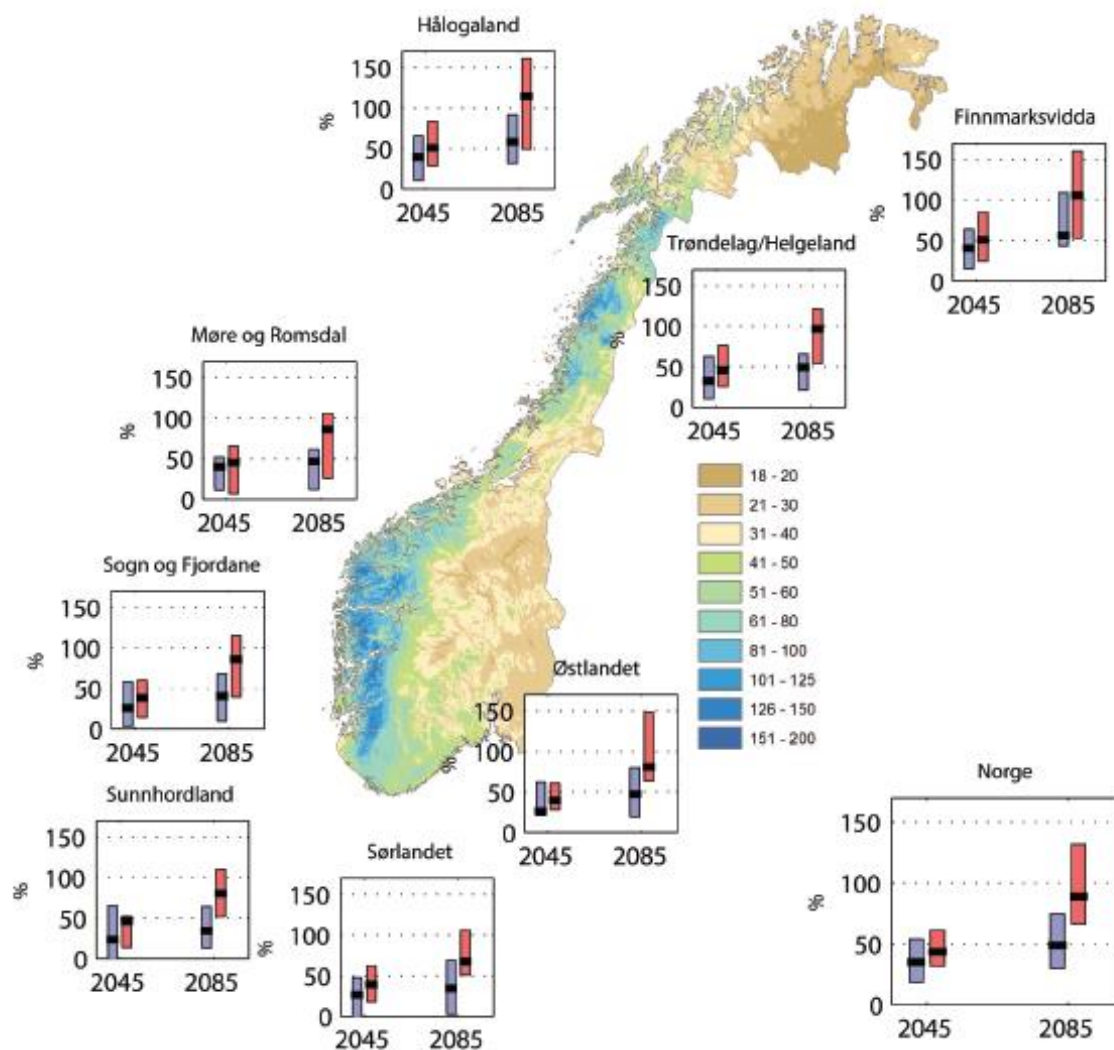 Hålogaland
150
100
50
0
%
2045 2085
Finnmarksvidda
150
100
50
0
%
2045 2085
Trøndelag/Helgeland
150
100
50
0
%
2045 2085
Møre og Romsdal
150
100
50
0
%
2045 2085
18 - 20
21 - 30
31 - 40
41 - 50
51 - 60
61 - 80
81 - 100
101 - 125
126 - 150
151 - 200
Sogn og Fjordane
150
100
50
0
%
2045 2085
Østlandet
150
100
50
0
%
2045 2085
Sunnhordland
150
100
50
0
%
2045 2085
Sørlandet
150
100
50
0
%
2045 2085
Norge
150
100
50
0
%
2045 2085